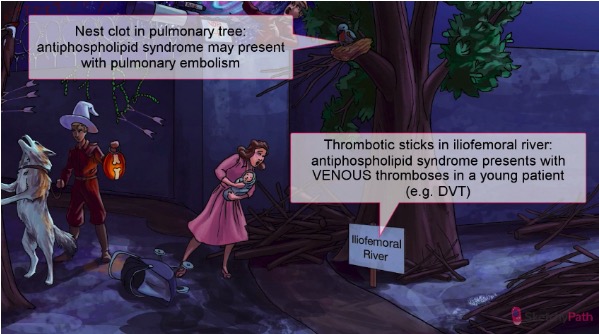 Nest clot in pulmonary tree:
antiphospholipid syndrome may present
with pulmonary embolism
Thrombotic sticks in iliofemoral river:
antiphospholipid syndrome presents with
VENOUS thromboses in a young patient
(e.g. DVT)
Iliofemoral
River
SketchyPath